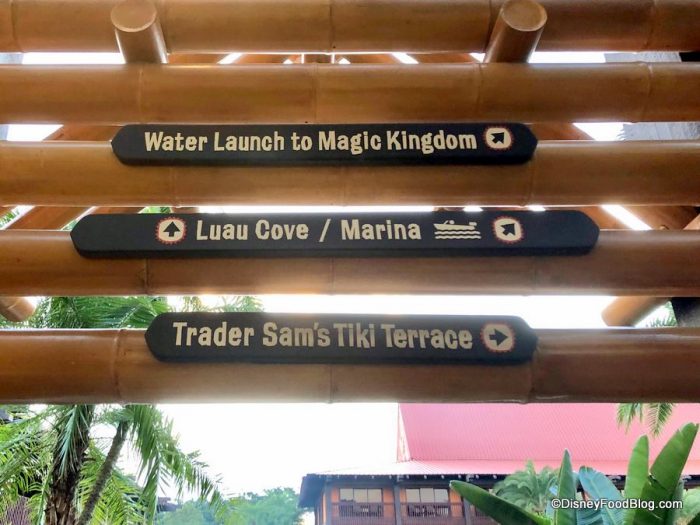 Water Launch to Magic Kingdom
Luau Cove / Marina
Trader Sam's Tiki Terrace
©DisneyFoodBlog.com